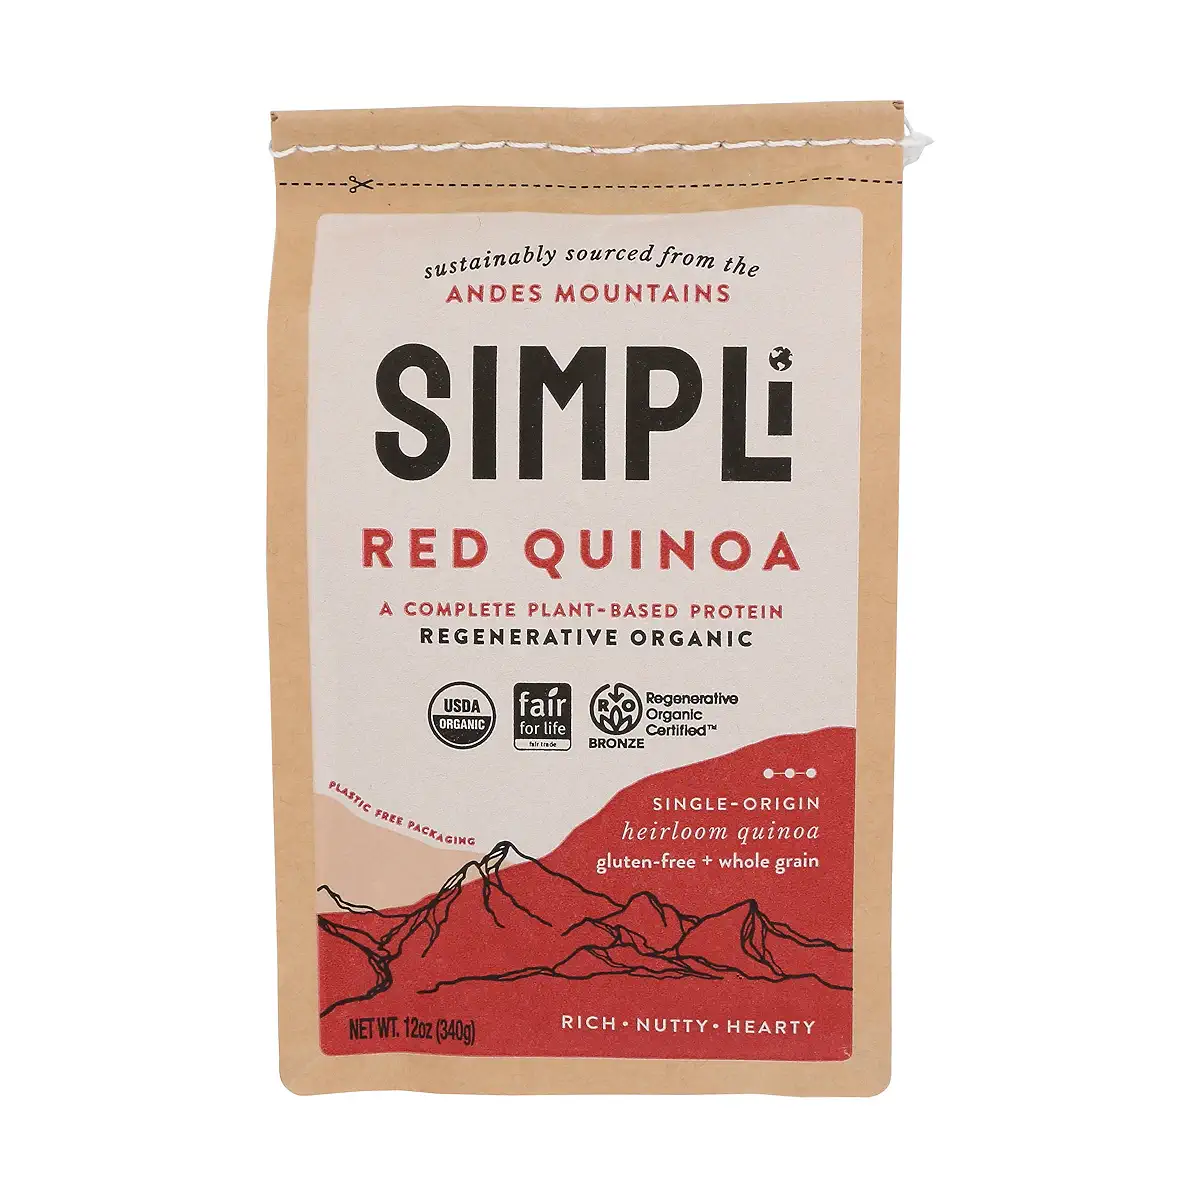 sustainably sourced from the
ANDES MOUNTAINS
SIMPLi
RED QUINOA
A COMPLETE PLANT-BASED PROTEIN
REGENERATIVE ORGANIC
USDA
ORGANIC
fair
for life
fair trade
RO
BRONZE
Regenerative
Organic
Certified™
PLASTIC FREE PACKAGING
SINGLE-ORIGIN
heirloom quinoa
gluten-free + whole grain
NET WT. 12oz (340g)
RICH • NUTTY • HEARTY